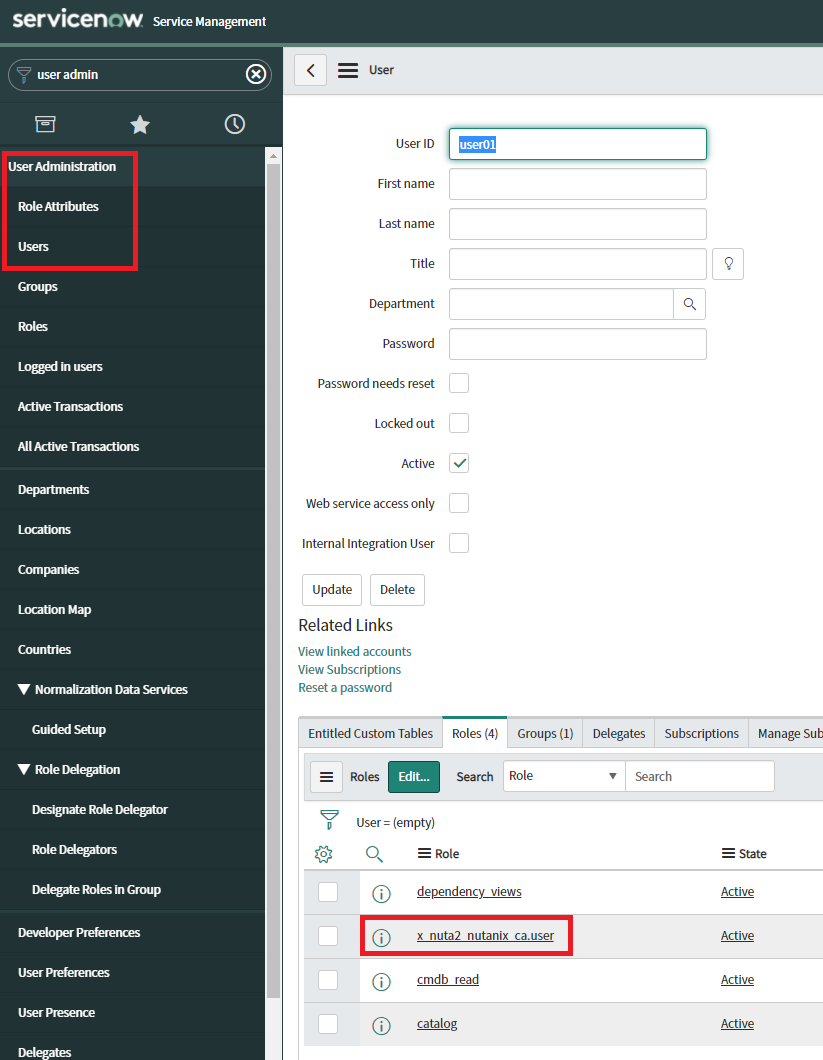 servicenow Service Management
user admin
User Administration
Role Attributes
Users
Groups
Roles
Logged in users
Active Transactions
All Active Transactions
Departments
Locations
Companies
Location Map
Countries
Normalization Data Services
Guided Setup
Role Delegation
Designate Role Delegator
Role Delegators
Delegate Roles in Group
Developer Preferences
User Preferences
User Presence
Delegates
User
User ID user01
First name
Last name
Title
Department
Password
Password needs reset
Locked out
Active
Web service access only
Internal Integration User
Update Delete
Related Links
View linked accounts
View Subscriptions
Reset a password
Entitled Custom Tables Roles (4) Groups (1) Delegates Subscriptions Manage Sub
Roles Edit... Search Role Search
User = (empty)
Role State
dependency_views Active
x_nuta2_nutanix_ca.user Active
cmdb_read Active
catalog Active